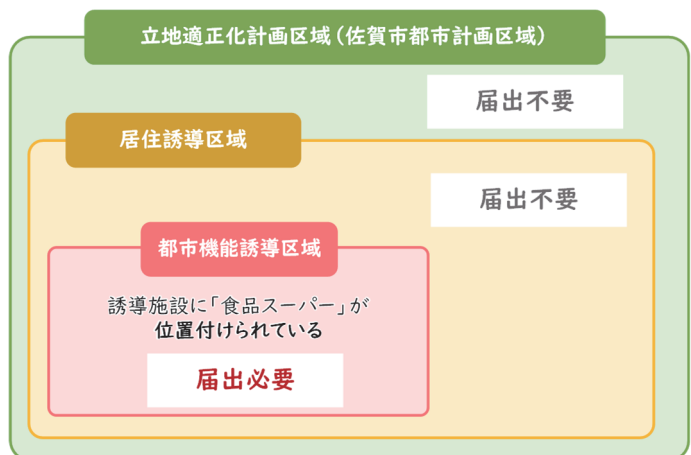 立地適正化計画区域(佐賀市都市計画区域)
届出不要
居住誘導区域
届出不要
都市機能誘導区域
誘導施設に「食品スーパー」が
位置付けられている
届出必要